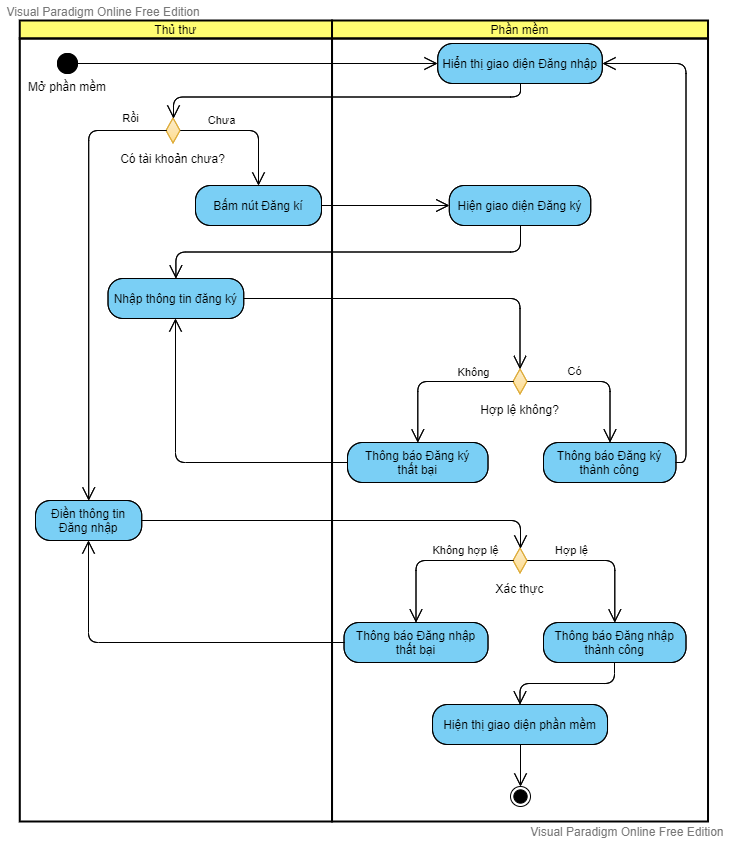 Visual Paradigm Online Free Edition
Thủ thư
Phần mềm
Hiển thị giao diện Đăng nhập
Mở phần mềm
Rồi
Chưa
Có tài khoản chưa?
Bấm nút Đăng kí
Hiện giao diện Đăng ký
Nhập thông tin đăng ký
Không
Có
Hợp lệ không?
Thông báo Đăng ký
thất bại
Thông báo Đăng ký
thành công
Điền thông tin
Đăng nhập
Không hợp lệ
Hợp lệ
Xác thực
Thông báo Đăng nhập
thất bại
Thông báo Đăng nhập
thành công
Hiện thị giao diện phần mềm
Visual Paradigm Online Free Edition